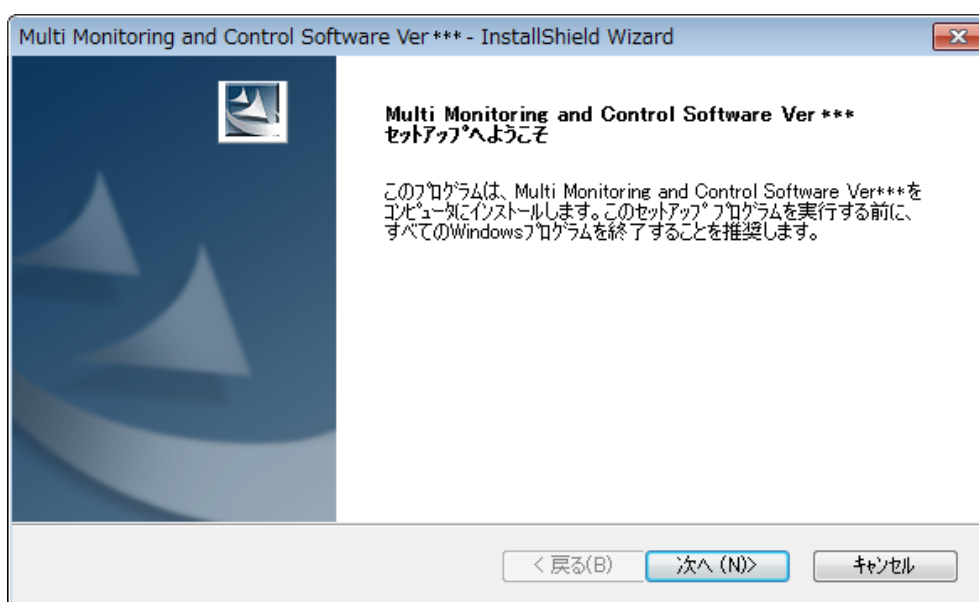 Multi Monitoring and Control Software Ver*** - InstallShield Wizard
Multi Monitoring and Control Software Ver ***
セットアップへようこそ
このプログラムは、Multi Monitoring and Control Software Ver***を
コンピュータにインストールします。このセットアップ プログラムを実行する前に、
すべてのWindowsプログラムを終了することを推奨します。
< 戻る(B)
次へ (N)>
キャンセル